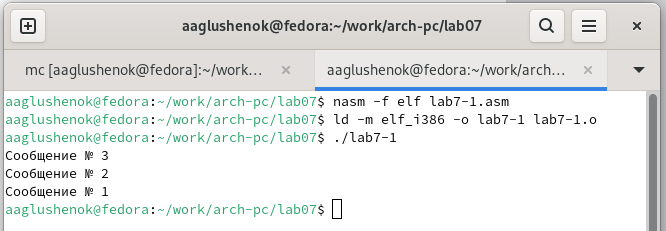 aaglushenok@fedora:~/work/arch-pc/lab07
mc [aaglushenok@fedora]:~/work...
aaglushenok@fedora:~/work/arch...
aaglushenok@fedora:~/work/arch-pc/lab07$ nasm -f elf lab7-1.asm
aaglushenok@fedora:~/work/arch-pc/lab07$ ld -m elf_i386 -o lab7-1 lab7-1.o
aaglushenok@fedora:~/work/arch-pc/lab07$ ./lab7-1
Сообщение № 3
Сообщение № 2
Сообщение № 1
aaglushenok@fedora:~/work/arch-pc/lab07$